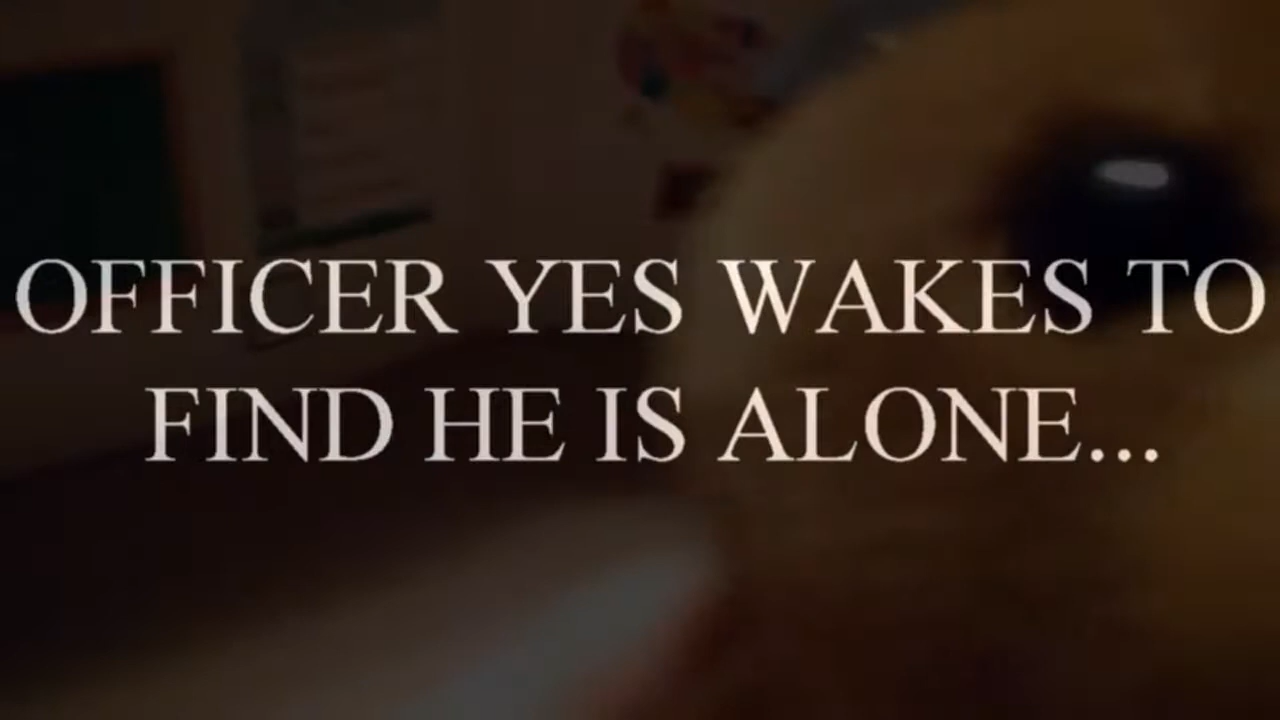 OFFICER YES WAKES TO
FIND HE IS ALONE...